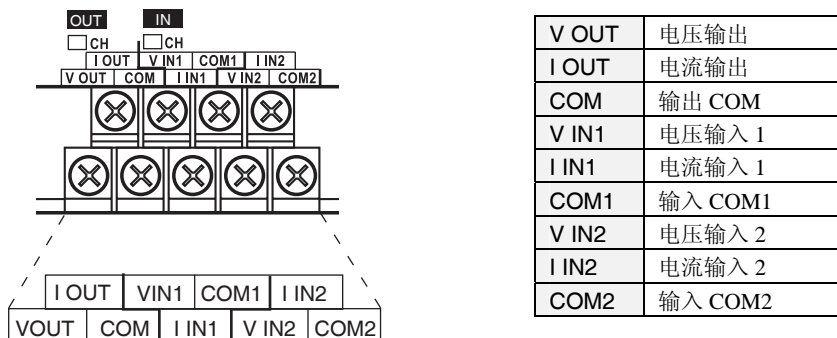 OUT IN
CH CH
I OUT V IN1 COM1 I IN2
V OUT COM I IN1 V IN2 COM2
I OUT VIN1 COM1 I IN2
VOUT COM I IN1 V IN2 COM2
V OUT 电压输出
I OUT 电流输出
COM 输出 COM
V IN1 电压输入 1
I IN1 电流输入 1
COM1 输入 COM1
V IN2 电压输入 2
I IN2 电流输入 2
COM2 输入 COM2